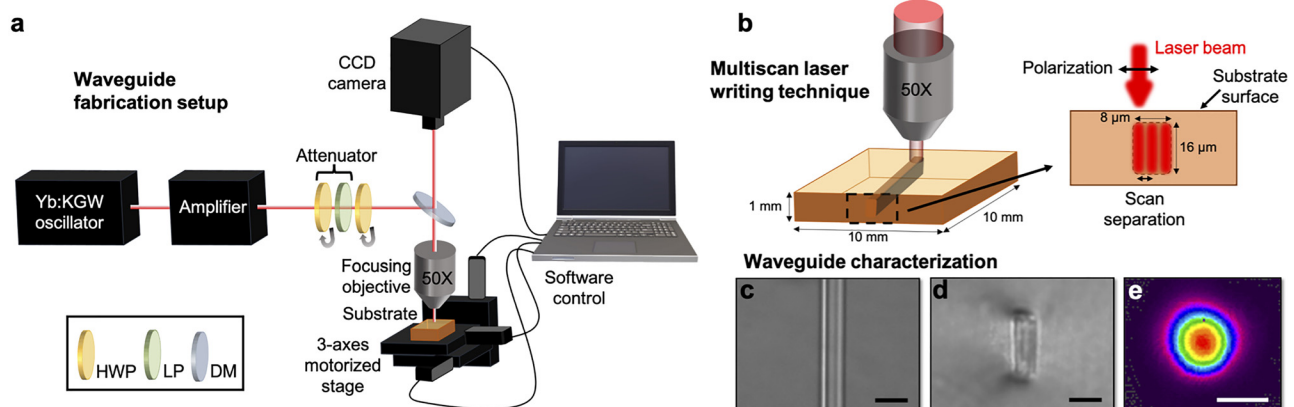 a
Waveguide
fabrication setup
CCD
camera
Attenuator
Yb:KGW
oscillator
Amplifier
Focusing
objective
50X
Substrate
3-axes
motorized
stage
Software
control
HWP
LP
DM
b
Multiscan laser
writing technique
50X
1 mm
10 mm
10 mm
Laser beam
Polarization
Substrate
surface
8 µm
16 µm
Scan
separation
Waveguide characterization
c
d
e